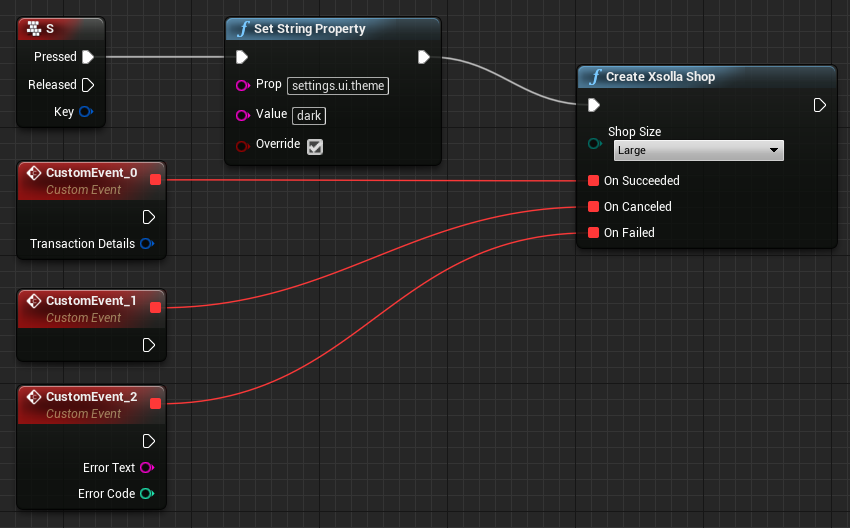 S
Pressed
Released
Key
f Set String Property
Prop settings.ui.theme
Value dark
Override
f Create Xsolla Shop
Shop Size
Large
On Succeeded
On Canceled
On Failed
CustomEvent_0
Custom Event
Transaction Details
CustomEvent_1
Custom Event
CustomEvent_2
Custom Event
Error Text
Error Code